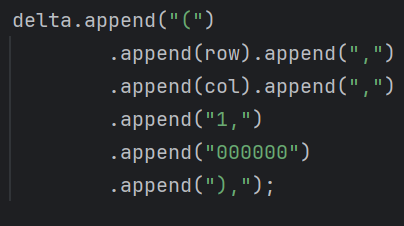 delta.append("(")
.append(row).append(",")
.append(col).append(",")
.append("1,")
.append("000000")
.append("),");